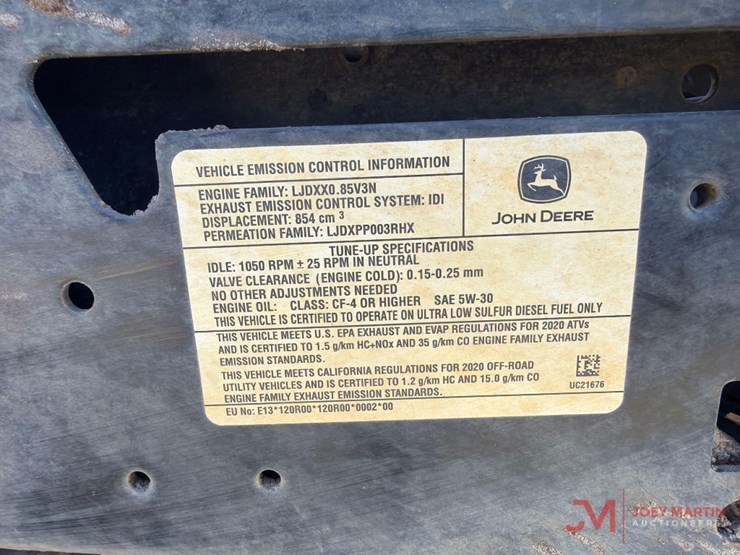 VEHICLE EMISSION CONTROL INFORMATION
ENGINE FAMILY: LJDXX0.85V3N
EXHAUST EMISSION CONTROL SYSTEM: IDI
DISPLACEMENT: 854 cm 3
PERMEATION FAMILY: LJDXPP003RHX
JOHN DEERE
TUNE-UP SPECIFICATIONS
IDLE: 1050 RPM ± 25 RPM IN NEUTRAL
VALVE CLEARANCE (ENGINE COLD): 0.15-0.25 mm
NO OTHER ADJUSTMENTS NEEDED
ENGINE OIL: CLASS: CF-4 OR HIGHER SAE 5W-30
THIS VEHICLE IS CERTIFIED TO OPERATE ON ULTRA LOW SULFUR DIESEL FUEL ONLY
THIS VEHICLE MEETS U.S. EPA EXHAUST AND EVAP REGULATIONS FOR 2020 ATVs
AND IS CERTIFIED TO 1.5 g/km HC+NOx AND 35 g/km CO ENGINE FAMILY EXHAUST
EMISSION STANDARDS.
THIS VEHICLE MEETS CALIFORNIA REGULATIONS FOR 2020 OFF-ROAD
UTILITY VEHICLES AND IS CERTIFIED TO 1.2 g/km HC AND 15.0 g/km CO
ENGINE FAMILY EXHAUST EMISSION STANDARDS.
UC21676
EU No: E13*120R00*120R00*0002*00
JM
JOEY MARTIN
AUCTIONEERS